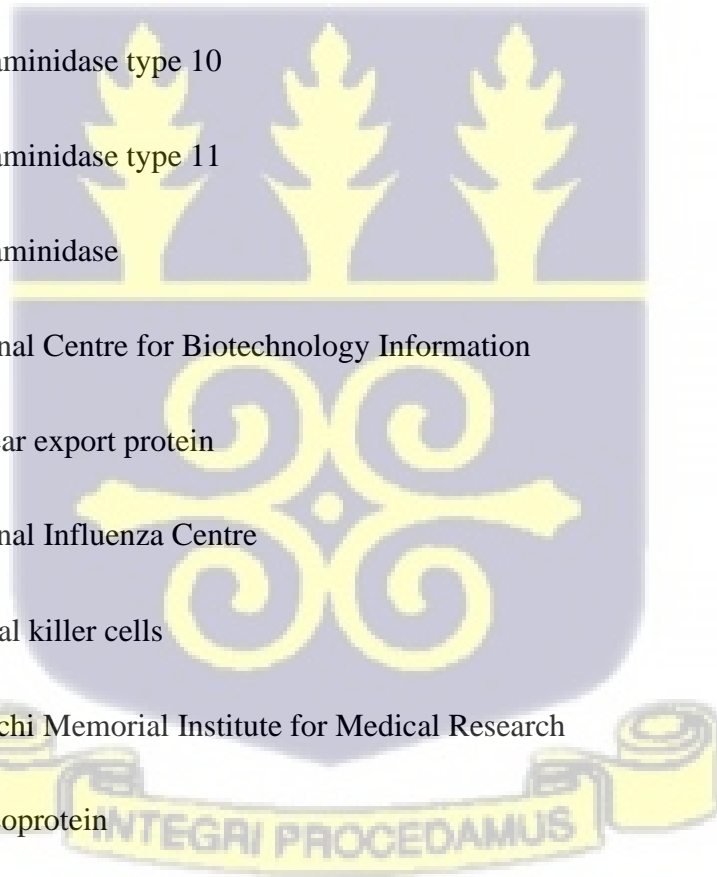 aminidase type 10
aminidase type 11
aminidase
nal Centre for Biotechnology Information
ar export protein
nal Influenza Centre
al killer cells
chi Memorial Institute for Medical Research
oprotein
INTEGRI PROCEDAMUS